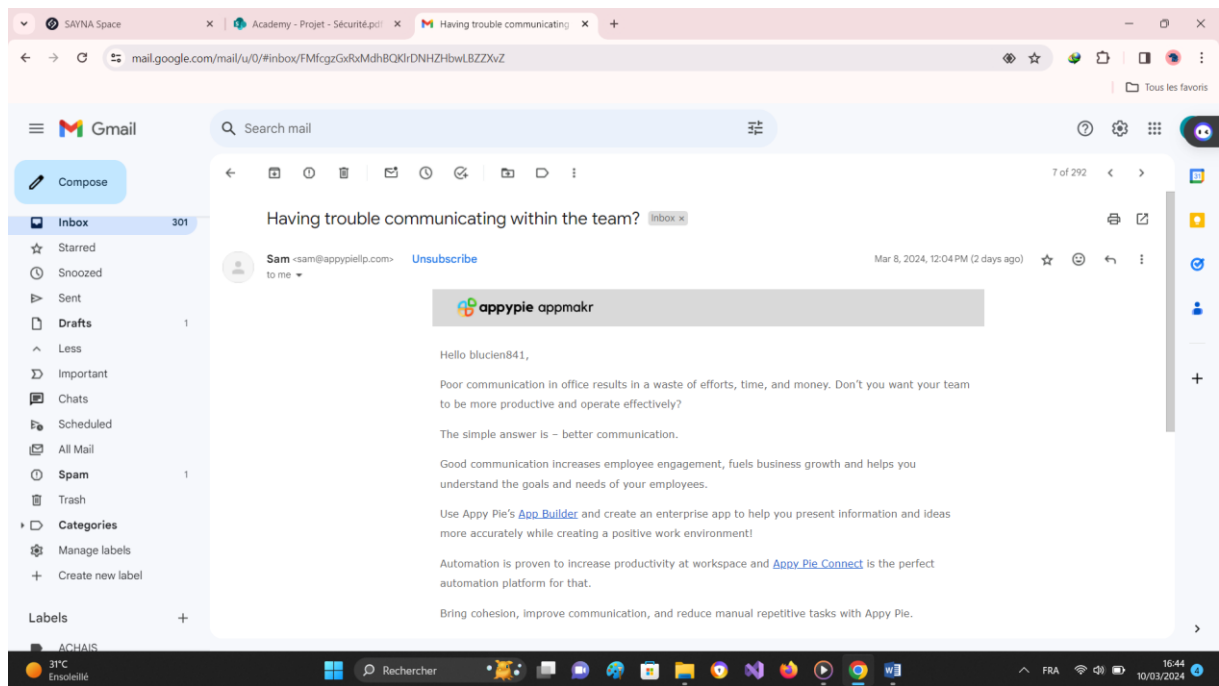 SAYNA Space
Academy - Projet - Sécurité.pdf
Having trouble communicating
mail.google.com/mail/u/0/#inbox/FMfcgzGxRxMdhBQKlrDNHZHbwLBZZXvZ
Tous les favoris
Gmail
Search mail
Compose
7 of 292
31
Inbox 301
Having trouble communicating within the team? Inbox ×
Starred
Sam <sam@appypiellp.com> Unsubscribe Mar 8, 2024, 12:04 PM (2 days ago)
to me
Snoozed
Sent
Drafts 1
Less
Important
Chats
Scheduled
All Mail
Spam 1
Trash
Categories
Manage labels
Create new label
Labels
ACHAIS
appypie appmakr
Hello blucien841,
Poor communication in office results in a waste of efforts, time, and money. Don't you want your team
to be more productive and operate effectively?
The simple answer is – better communication.
Good communication increases employee engagement, fuels business growth and helps you
understand the goals and needs of your employees.
Use Appy Pie's App Builder and create an enterprise app to help you present information and ideas
more accurately while creating a positive work environment!
Automation is proven to increase productivity at workspace and Appy Pie Connect is the perfect
automation platform for that.
Bring cohesion, improve communication, and reduce manual repetitive tasks with Appy Pie.
31°C
Ensoleillé
Rechercher
FRA
16:44
10/03/2024
4